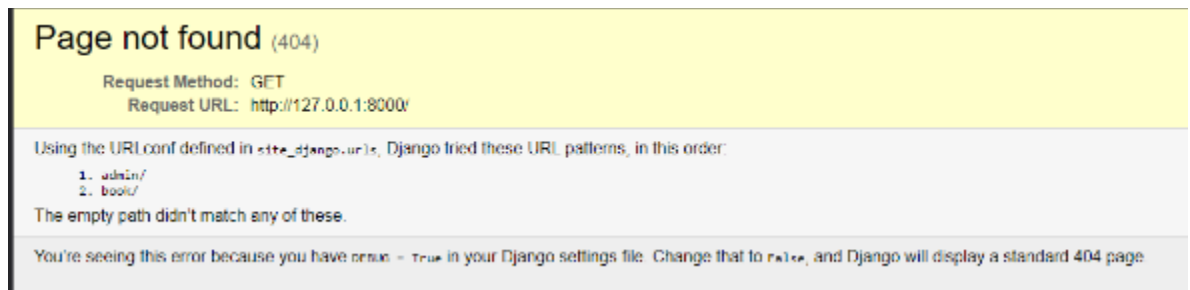 Page not found (404)
Request Method: GET
Request URL: http://127.0.0.1:8000/
Using the URLconf defined in site_django.urls, Django tried these URL patterns, in this order:
1. admin/
2. book/
The empty path didn't match any of these.
You're seeing this error because you have DEBUG = True in your Django settings file. Change that to False, and Django will display a standard 404 page